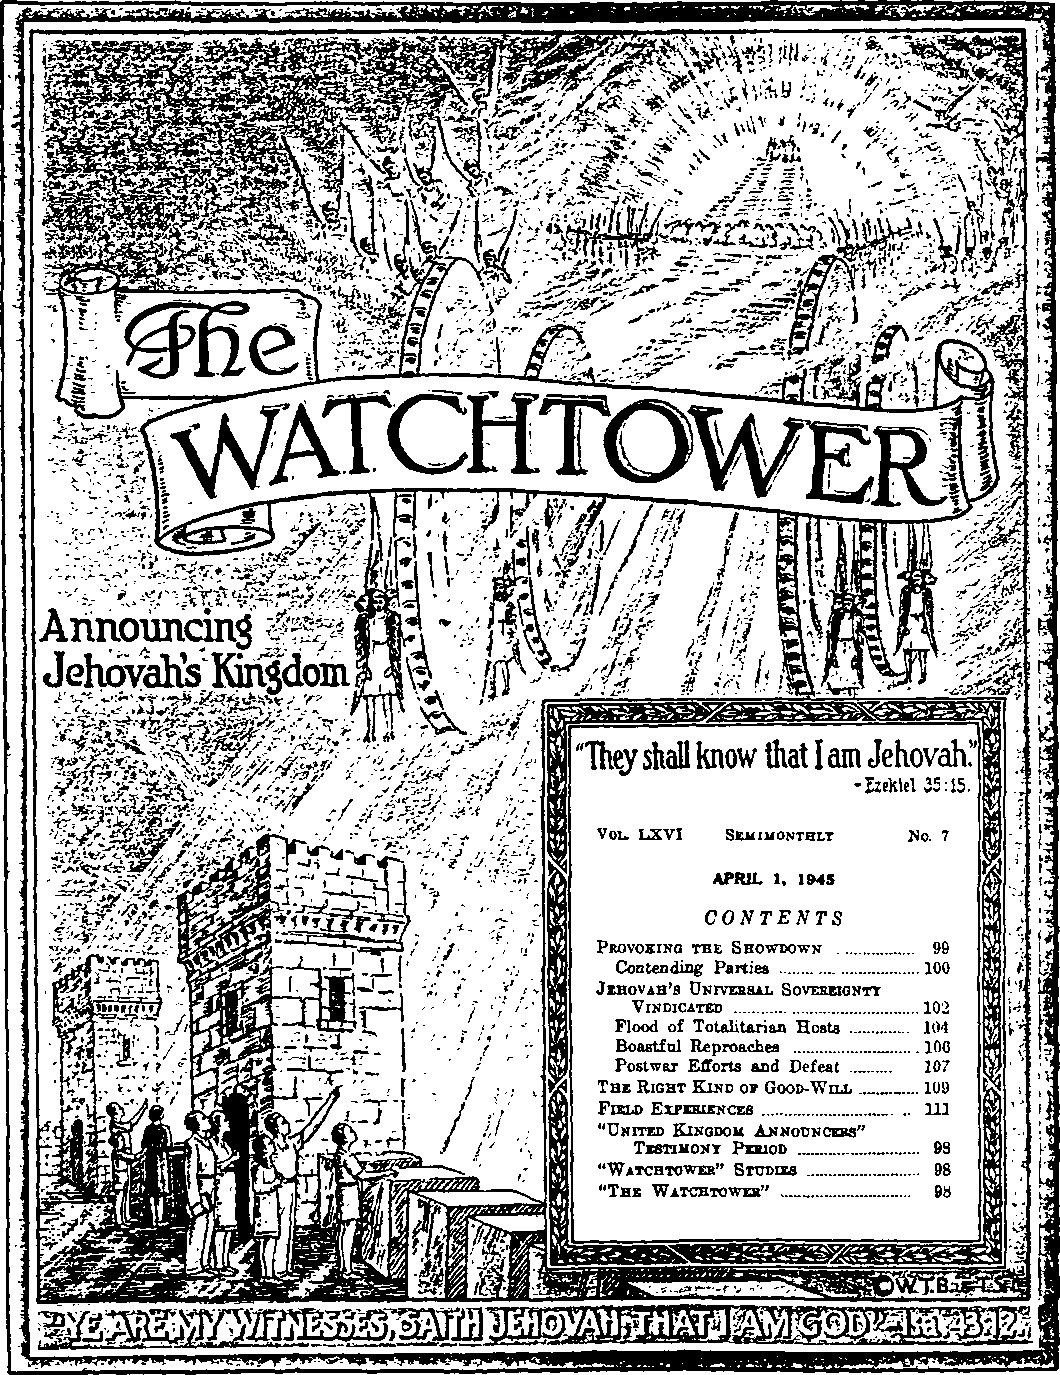 The
WATCHTOWER
Announcing
Jehovah's Kingdom
"They shall know that I am Jehovah."
- Ezekiel 35:15.
VOL. LXVI SEMIMONTHLY No. 7
APRIL 1, 1945
CONTENTS
PROVOKING THE SHOWDOWN .............. 99
Contending Parties .......................... 100
JEHOVAH'S UNIVERSAL SOVEREIGNTY
VINDICATED ................................... 102
Flood of Totalitarian Hosts ............. 104
Boastful Reproaches ........................ 106
Postwar Efforts and Defeat ......... 107
THE RIGHT KIND OF GOOD-WILL ............ 109
FIELD EXPERIENCES .......................... 111
"UNITED KINGDOM ANNOUNCERS"
TESTIMONY PERIOD ........................ 98
"WATCHTOWER" STUDIES ...................... 98
"THE WATCHTOWER" .......................... 98
©W.T.B.&T.S.
"YE ARE MY WITNESSES, SAITH JEHOVAH, THAT I AM GOD."-Isa. 43:12.